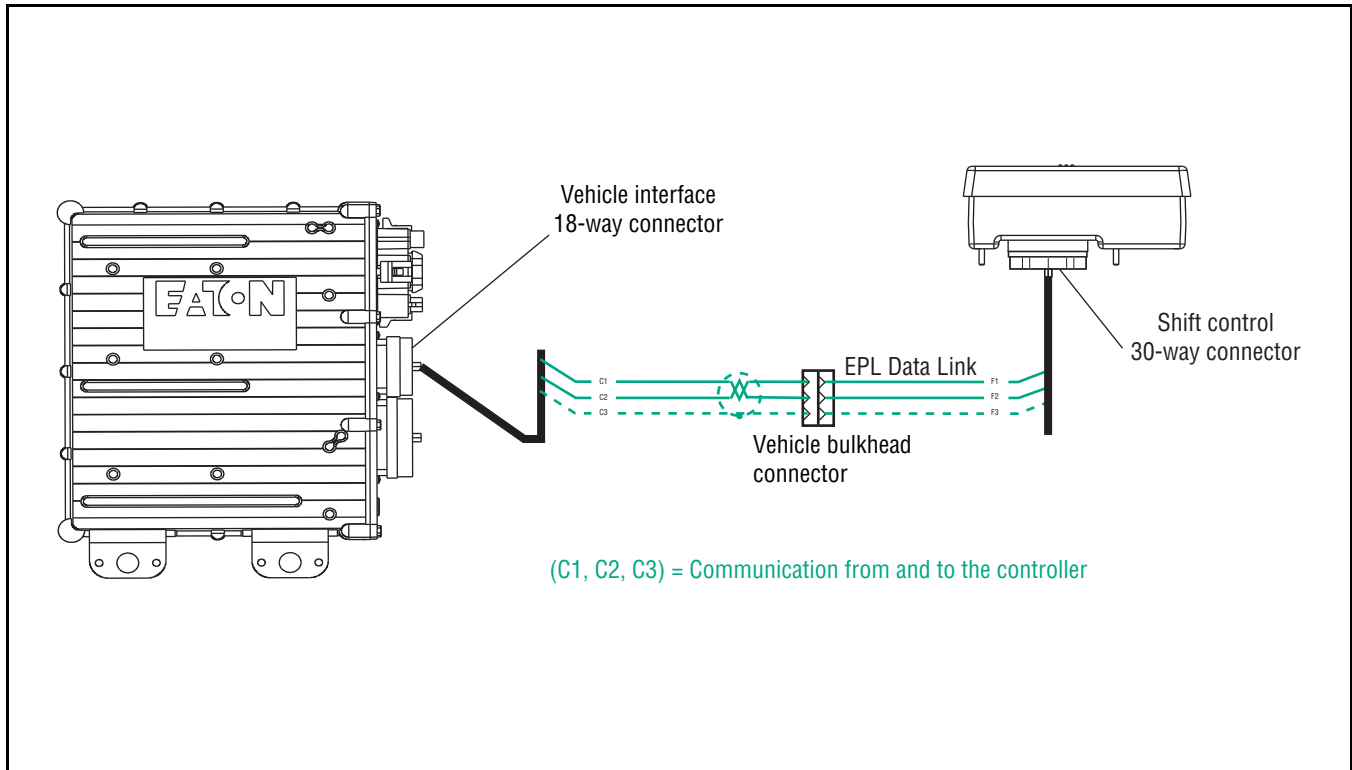 Vehicle interface
18-way connector
EATON
Shift control
30-way connector
EPL Data Link
C1
F1
C2
F2
C3
F3
Vehicle bulkhead
connector
(C1, C2, C3) = Communication from and to the controller